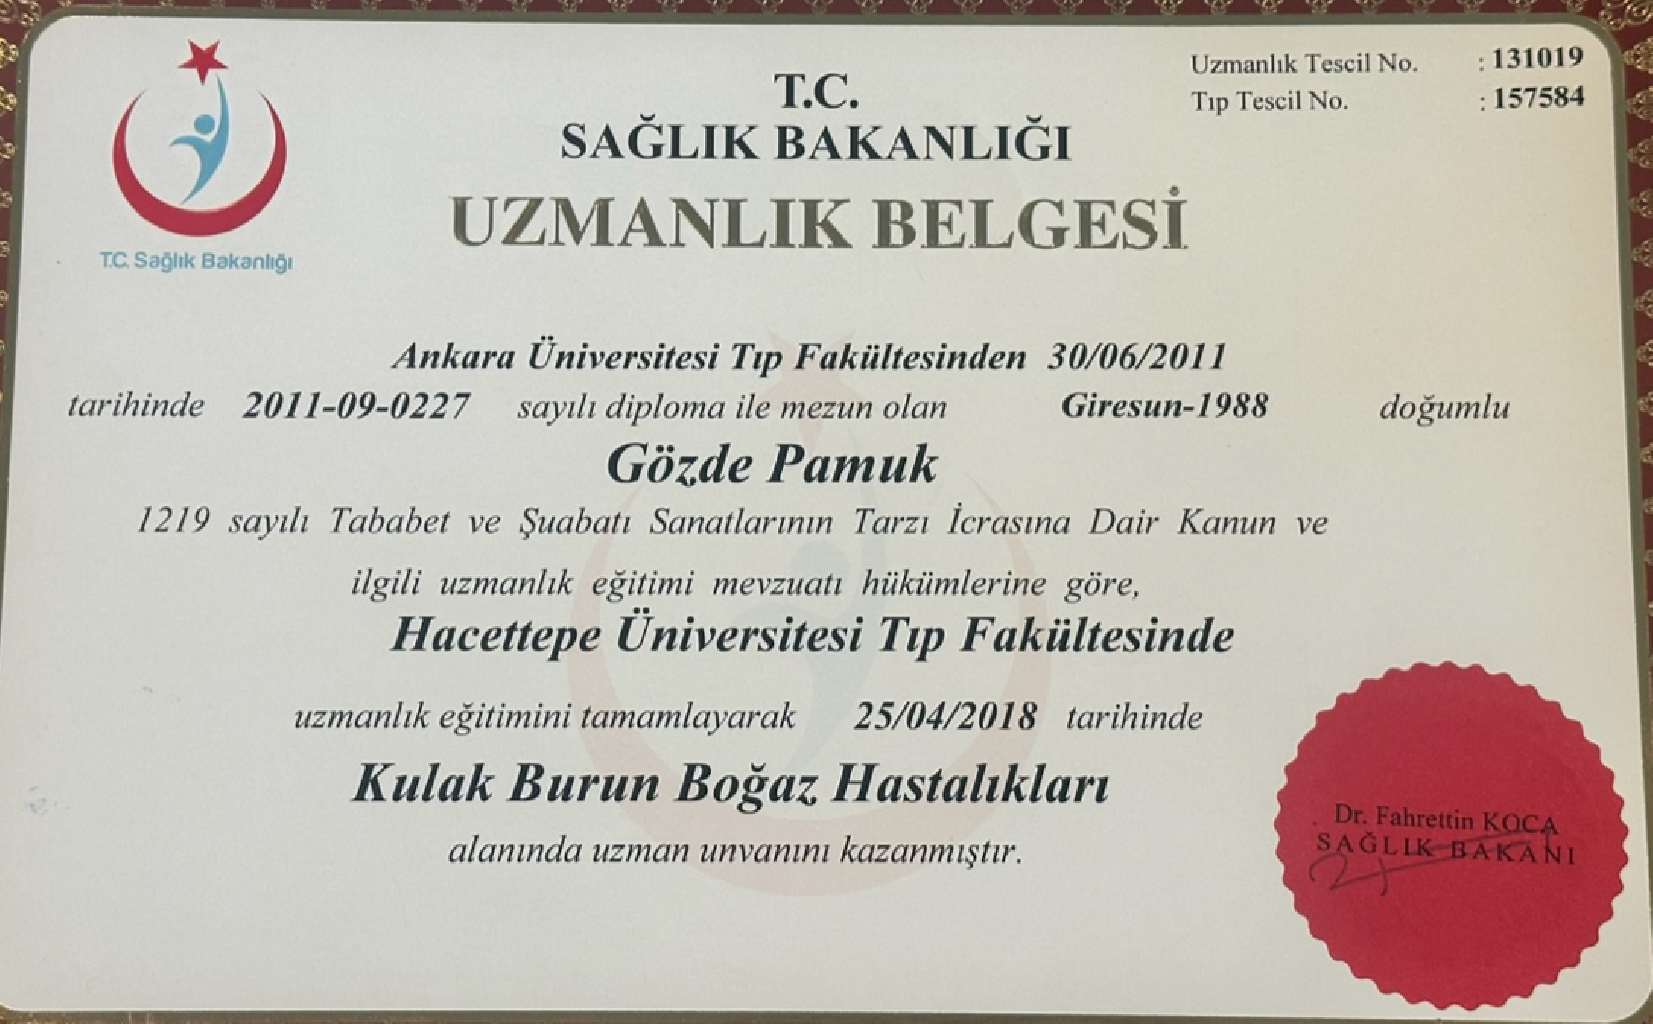 Uzmanlık Tescil No. : 131019
Tıp Tescil No. : 157584
T.C.
SAĞLIK BAKANLIĞI
UZMANLIK BELGESİ
T.C. Sağlık Bakanlığı
Ankara Üniversitesi Tıp Fakültesinden 30/06/2011
tarihinde 2011-09-0227 sayılı diploma ile mezun olan Giresun-1988 doğumlu
Gözde Pamuk
1219 sayılı Tababet ve Şuabatı Sanatlarının Tarzı İcrasına Dair Kanun ve
ilgili uzmanlık eğitimi mevzuatı hükümlerine göre,
Hacettepe Üniversitesi Tıp Fakültesinde
uzmanlık eğitimini tamamlayarak 25/04/2018 tarihinde
Kulak Burun Boğaz Hastalıkları
alanında uzman unvanını kazanmıştır.
Dr. Fahrettin KOCA
SAĞLIK BAKANI